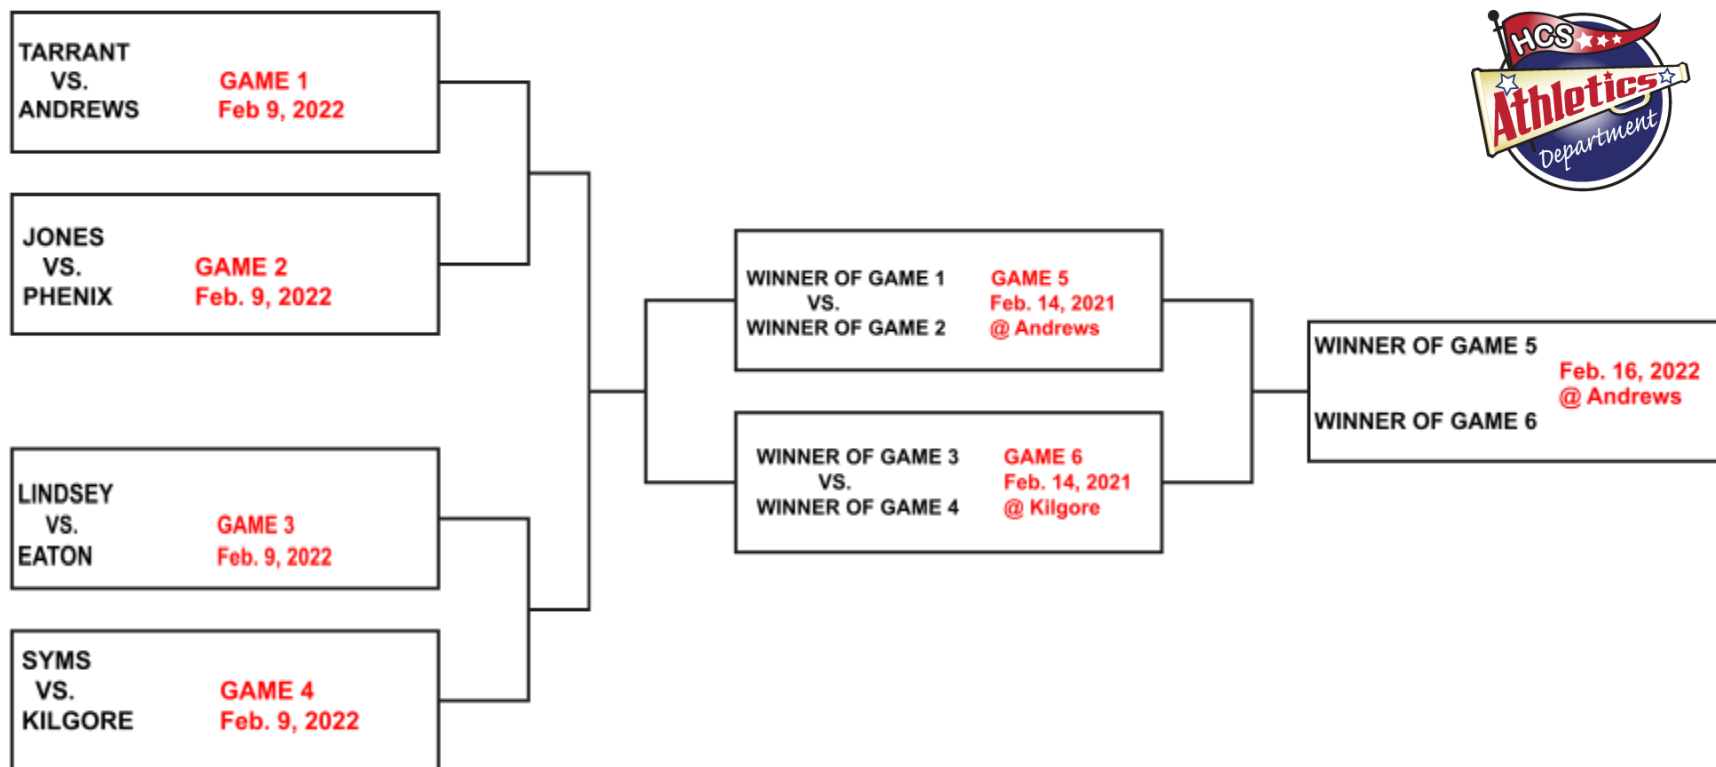 TARRANT
VS.
ANDREWS
GAME 1
Feb 9, 2022
JONES
VS.
PHENIX
GAME 2
Feb. 9, 2022
LINDSEY
VS.
EATON
GAME 3
Feb. 9, 2022
SYMS
VS.
KILGORE
GAME 4
Feb. 9, 2022
WINNER OF GAME 1
VS.
WINNER OF GAME 2
GAME 5
Feb. 14, 2021
@ Andrews
WINNER OF GAME 3
VS.
WINNER OF GAME 4
GAME 6
Feb. 14, 2021
@ Kilgore
WINNER OF GAME 5
WINNER OF GAME 6
Feb. 16, 2022
@ Andrews
HCS
Athletics
Department